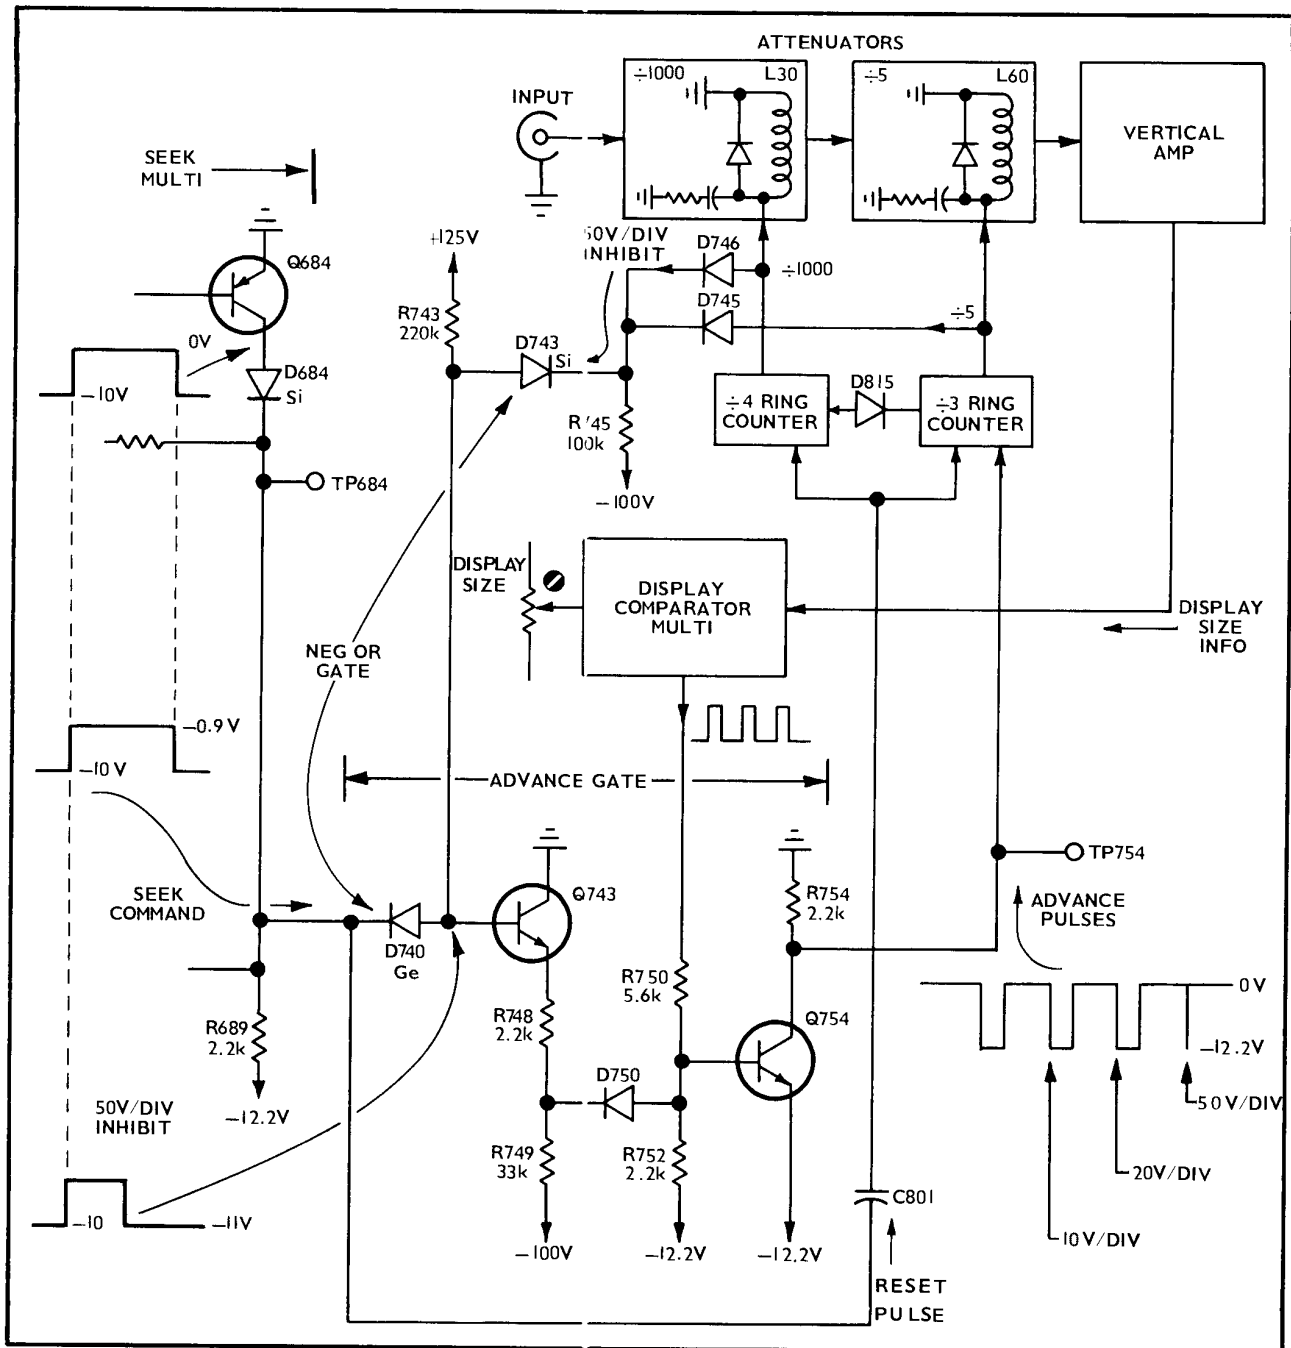 ATTENUATORS
÷1000
L30
÷5
L60
INPUT
VERTICAL
AMP
SEEK
MULTI
+125V
50V/DIV
INHIBIT
D746
÷1000
Q684
R743
220k
D745
÷5
0V
D743
Si
D684
Si
-10V
D815
÷4 RING
COUNTER
÷3 RING
COUNTER
R745
100k
TP684
-100V
DISPLAY
SIZE
DISPLAY
COMPARATOR
MULTI
DISPLAY
SIZE
INFO
NEG OR
GATE
-0.9V
-10V
ADVANCE GATE
TP754
SEEK
COMMAND
Q743
R754
2.2k
ADVANCE
PULSES
D740
Ge
R750
5.6k
0V
R689
2.2k
R748
2.2k
Q754
-12.2V
D750
50V/DIV
INHIBIT
-12.2V
50V/DIV
R749
33k
R752
2.2k
20V/DIV
-10
-11V
C801
-100V
-12.2V
-12.2V
10V/DIV
RESET
PULSE